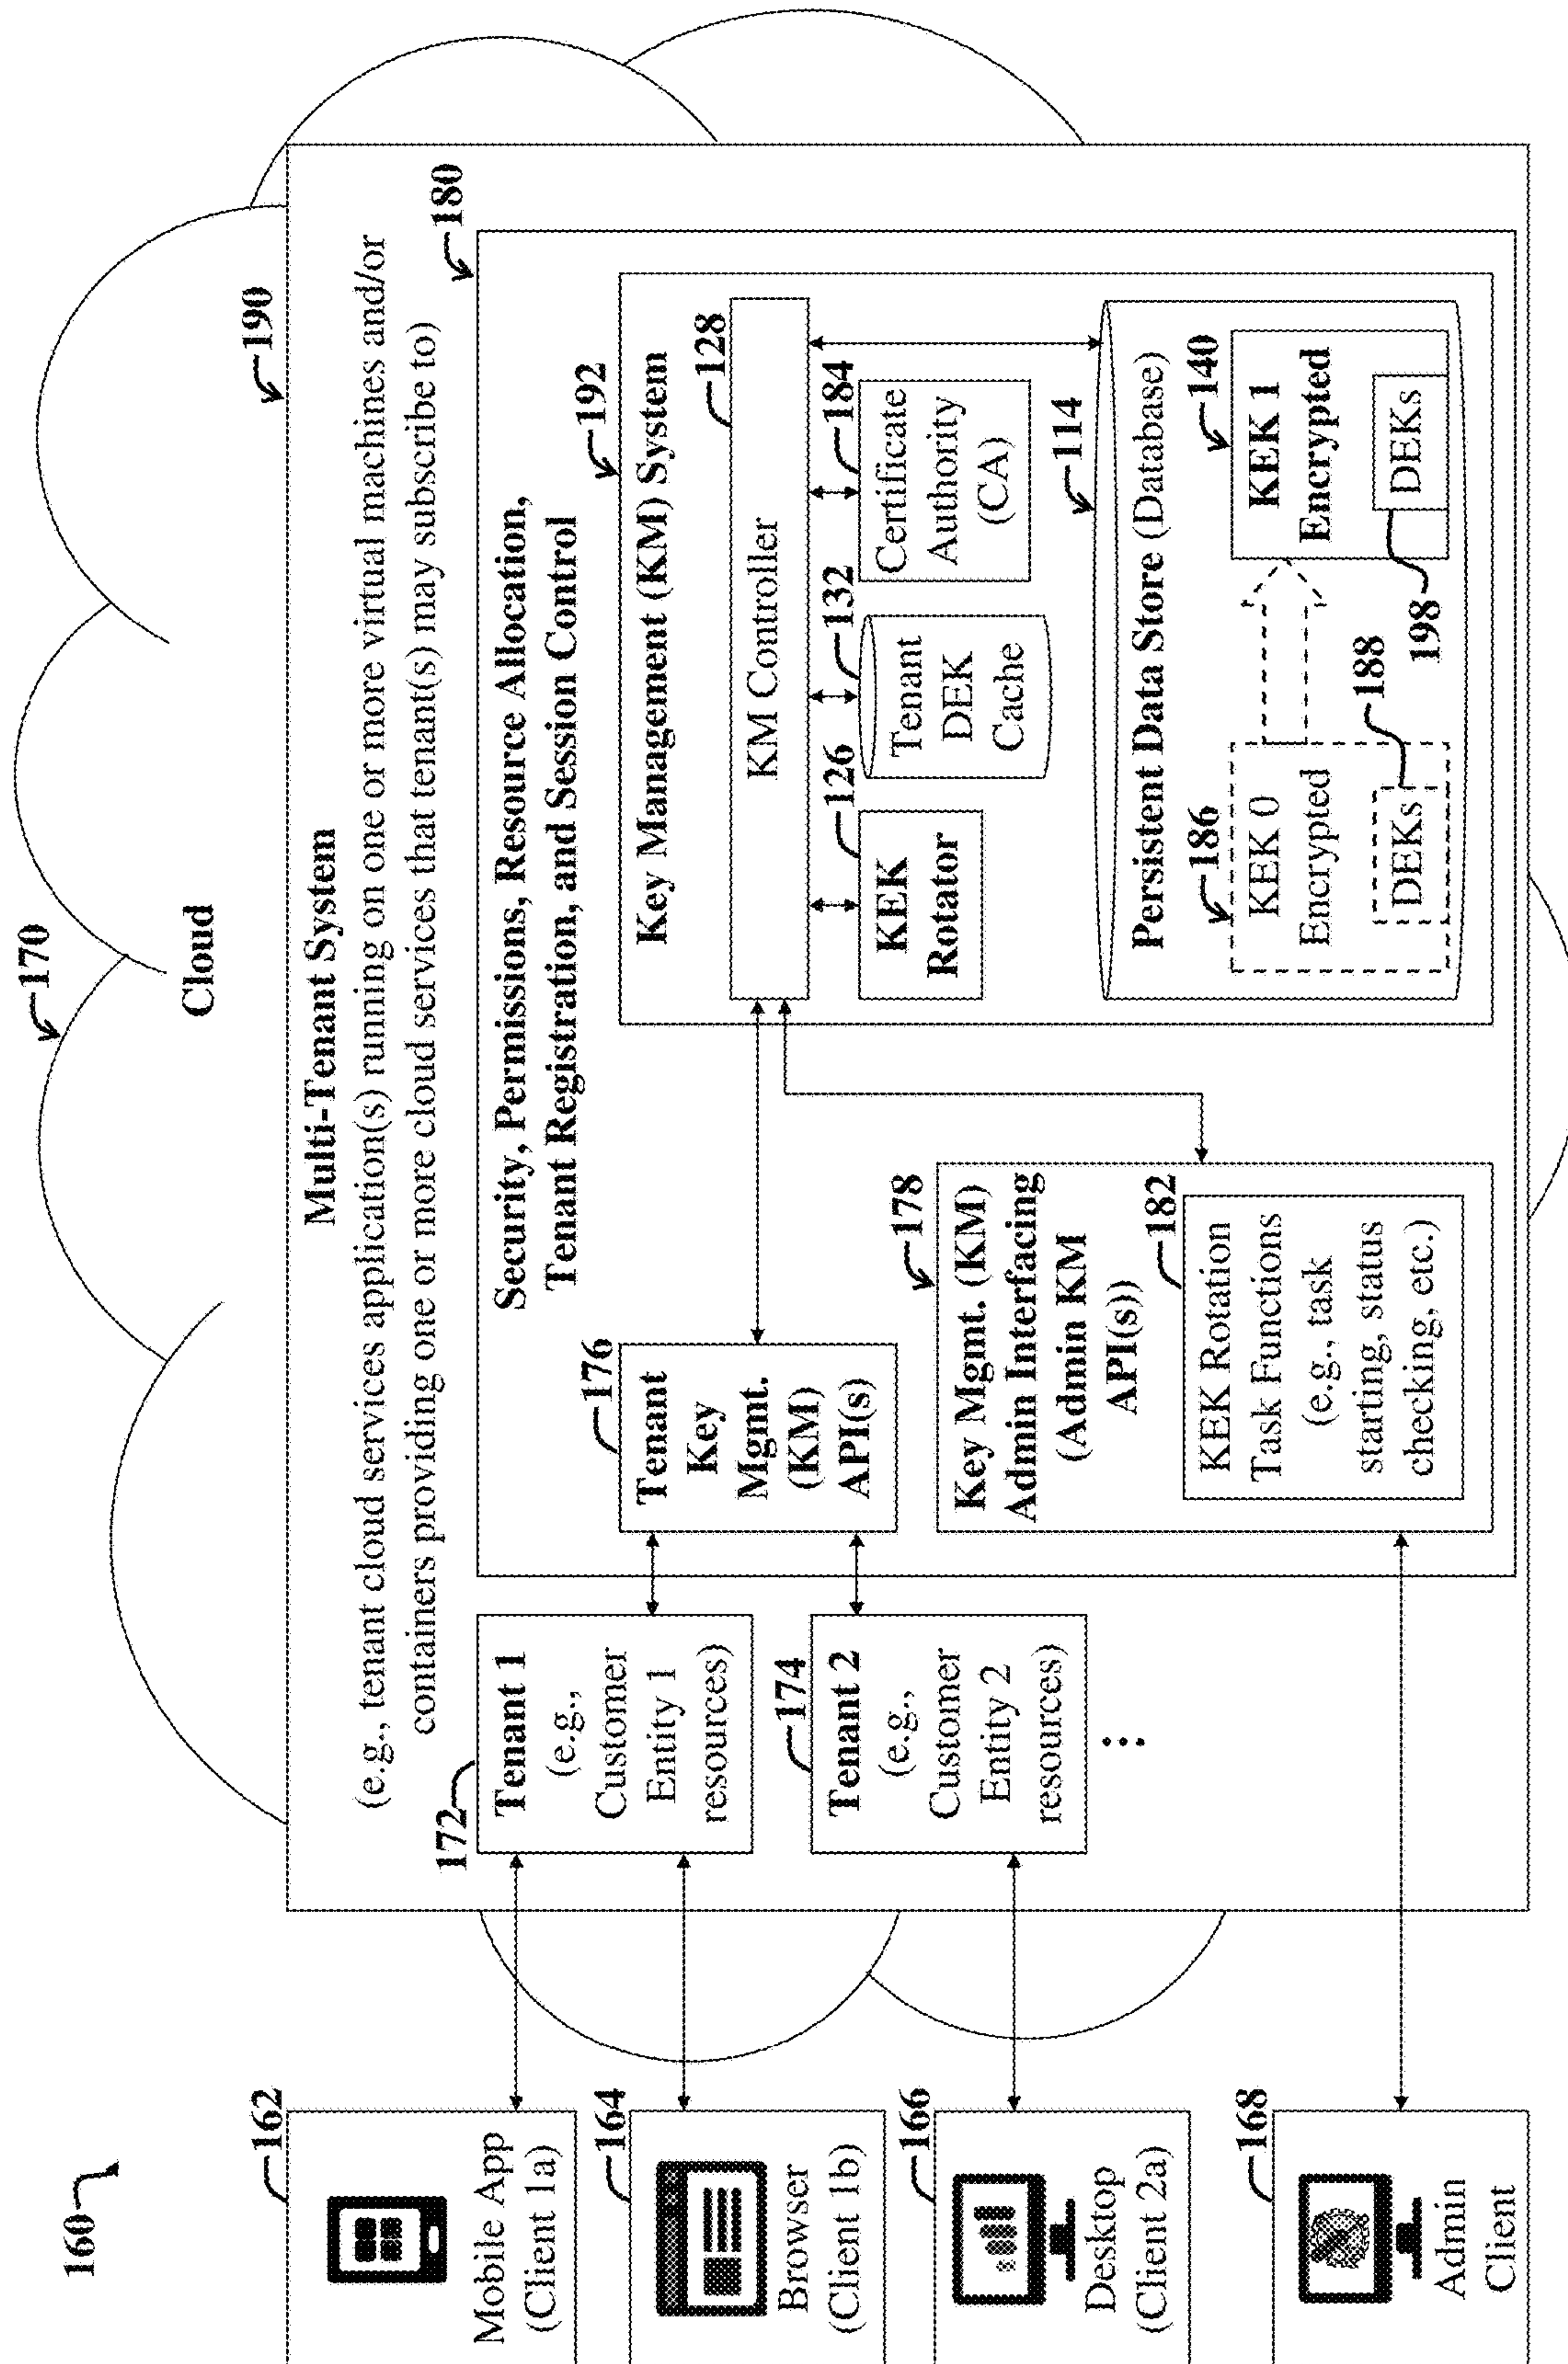 160
170
Cloud
190
Multi-Tenant System
(e.g., tenant cloud services application(s) running on one or more virtual machines and/or
containers providing one or more cloud services that tenant(s) may subscribe to)
180
Security, Permissions, Resource Allocation,
Tenant Registration, and Session Control
162
Mobile App
(Client 1a)
164
Browser
(Client 1b)
166
Desktop
(Client 2a)
168
Admin
Client
172
Tenant 1
(e.g.,
Customer
Entity 1
resources)
174
Tenant 2
(e.g.,
Customer
Entity 2
resources)
176
Tenant
Key
Mgmt.
(KM)
API(s)
178
Key Mgmt. (KM)
Admin Interfacing
(Admin KM
API(s))
182
KEK Rotation
Task Functions
(e.g., task
starting, status
checking, etc.)
192
Key Management (KM) System
128
KM Controller
126
KEK
Rotator
132
Tenant
DEK
Cache
184
Certificate
Authority
(CA)
114
Persistent Data Store (Database)
186
KEK 0
Encrypted
188
DEKs
140
KEK 1
Encrypted
198
DEKs